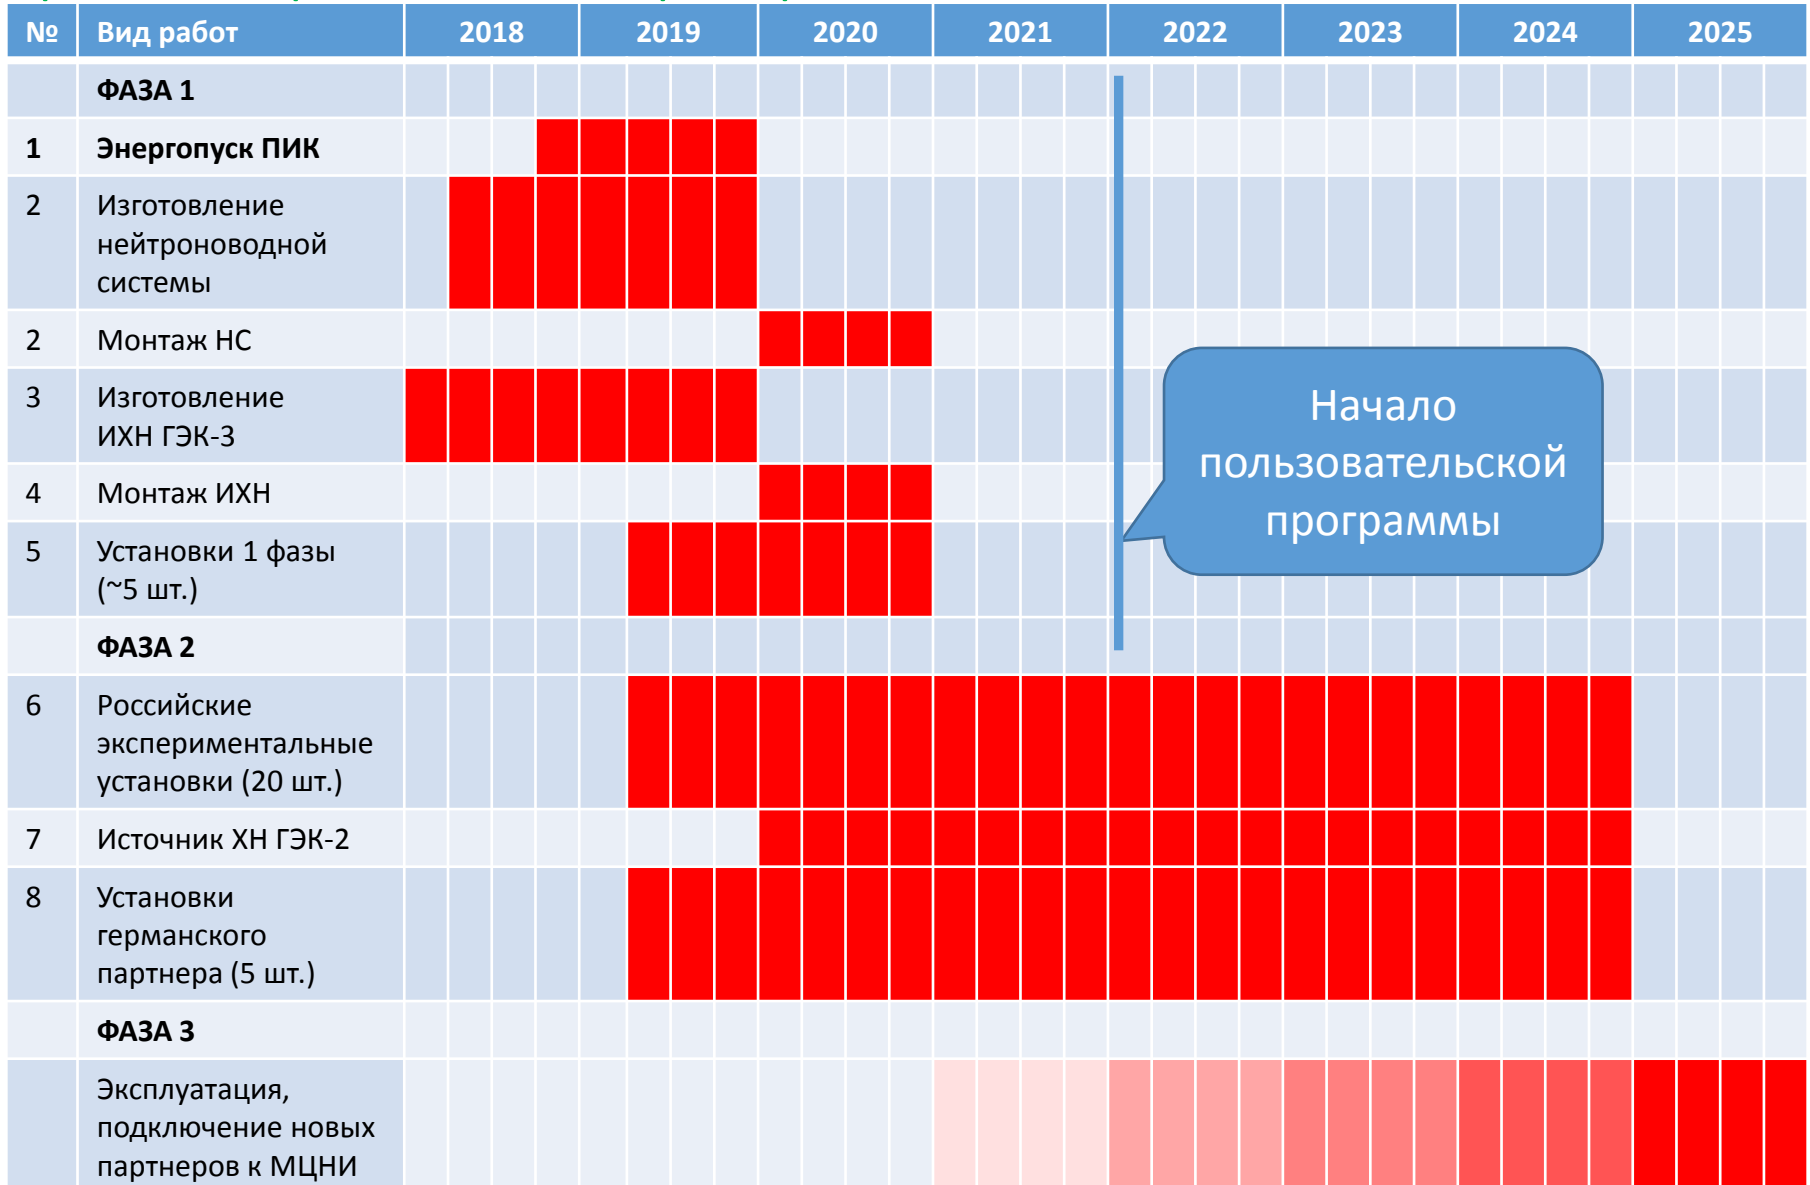 № Вид работ 2018 2019 2020 2021 2022 2023 2024 2025
ФАЗА 1
1 Энергопуск ПИК
2 Изготовление
нейтроноводной
системы
2 Монтаж НС
3 Изготовление
ИХН ГЭК-3
4 Монтаж ИХН
5 Установки 1 фазы
(~5 шт.)
Начало
пользовательской
программы
ФАЗА 2
6 Российские
экспериментальные
установки (20 шт.)
7 Источник ХН ГЭК-2
8 Установки
германского
партнера (5 шт.)
ФАЗА 3
Эксплуатация,
подключение новых
партнеров к МЦНИ